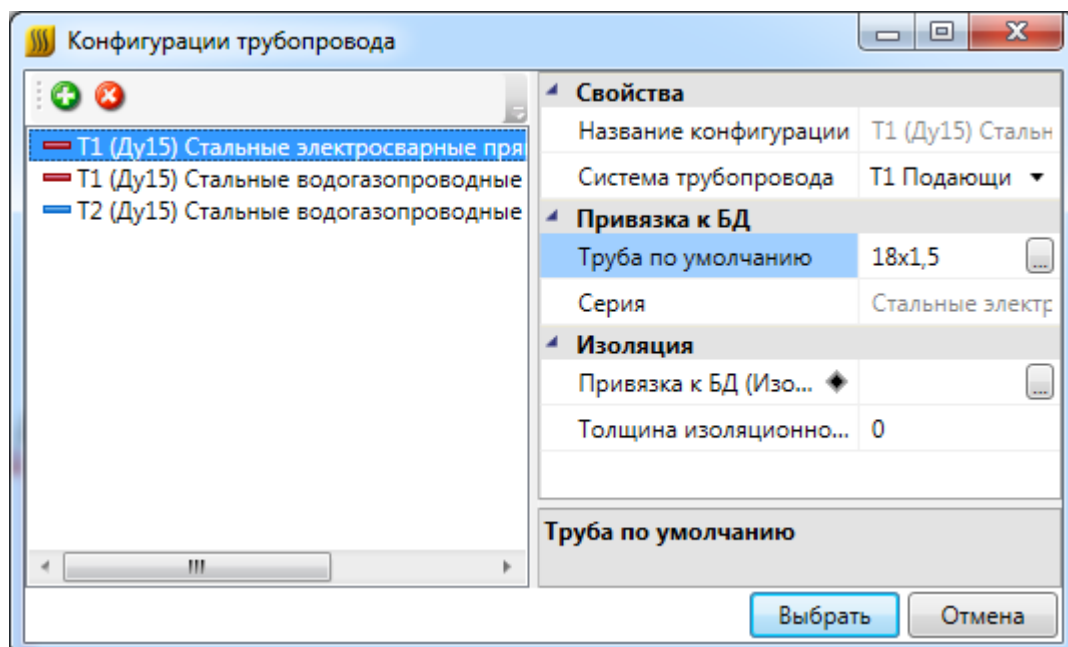 Конфигурации трубопровода
Т1 (Ду15) Стальные электросварные пря
Т1 (Ду15) Стальные водогазопроводные
Т2 (Ду15) Стальные водогазопроводные
Свойства
Название конфигурации Т1 (Ду15) Стальн
Система трубопровода Т1 Подающи
Привязка к БД
Труба по умолчанию 18x1,5 ...
Серия Стальные электр
Изоляция
Привязка к БД (Изо... ...
Толщина изоляционно... 0
Труба по умолчанию
Выбрать Отмена